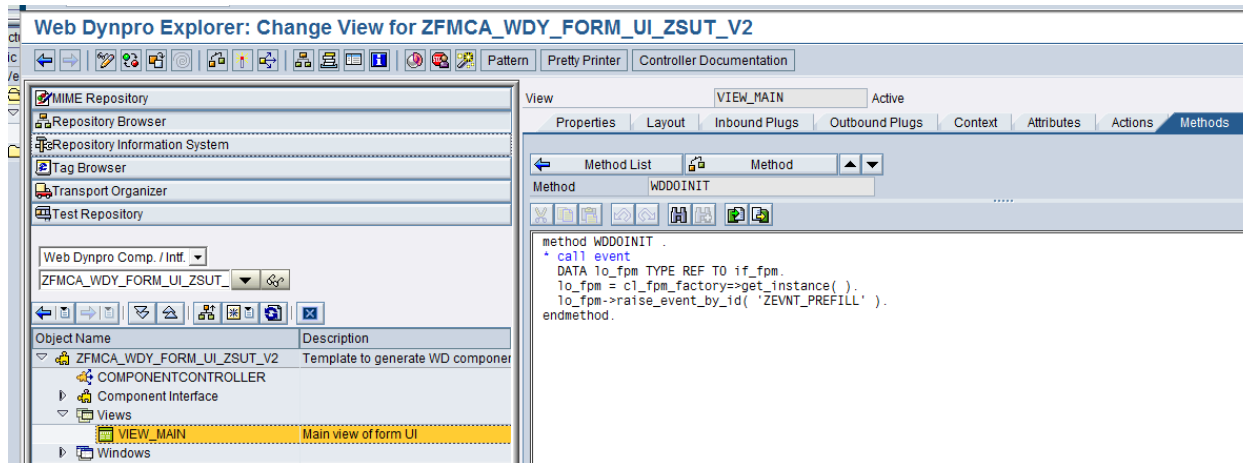 Web Dynpro Explorer: Change View for ZFMCA_WDY_FORM_UI_ZSUT_V2
Pattern Pretty Printer Controller Documentation
MIME Repository
Repository Browser
Repository Information System
Tag Browser
Transport Organizer
Test Repository
Web Dynpro Comp. / Intf.
ZFMCA_WDY_FORM_UI_ZSUT_
Object Name Description
ZFMCA_WDY_FORM_UI_ZSUT_V2 Template to generate WD componer
COMPONENTCONTROLLER
Component Interface
Views
VIEW_MAIN Main view of form UI
Windows
View VIEW_MAIN Active
Properties Layout Inbound Plugs Outbound Plugs Context Attributes Actions Methods
Method List Method
Method WDDOINIT
method WDDOINIT .
* call event
DATA lo_fpm TYPE REF TO if_fpm.
lo_fpm = cl_fpm_factory=>get_instance( ).
lo_fpm->raise_event_by_id( 'ZEVNT_PREFILL' ).
endmethod.